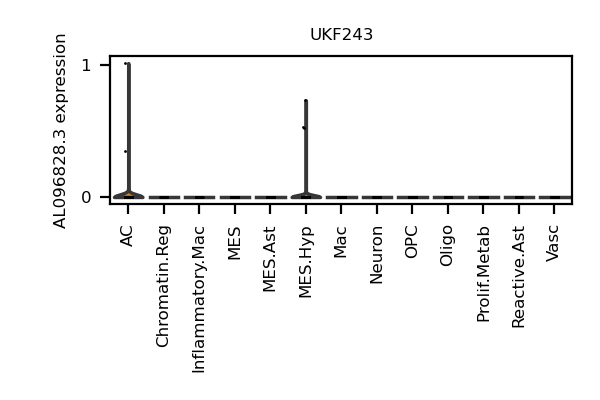 UKF243
AL096828.3 expression
1
0
AC
Chromatin.Reg
Inflammatory.Mac
MES
MES.Ast
MES.Hyp
Mac
Neuron
OPC
Oligo
Prolif.Metab
Reactive.Ast
Vasc